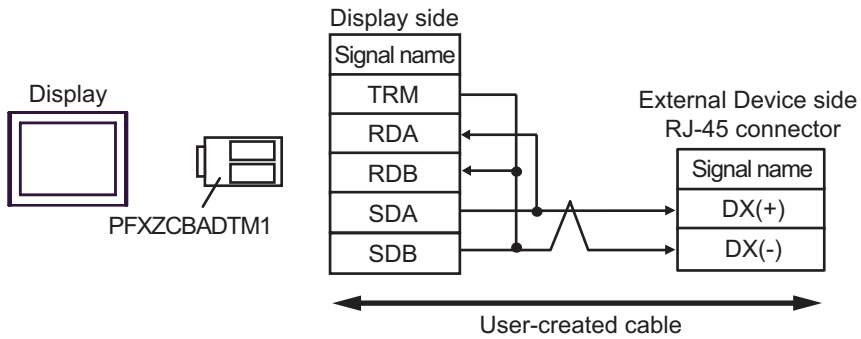 Display side
Signal name
TRM
RDA
RDB
SDA
SDB
Display
PFXZCBADTM1
External Device side
RJ-45 connector
Signal name
DX(+)
DX(-)
User-created cable